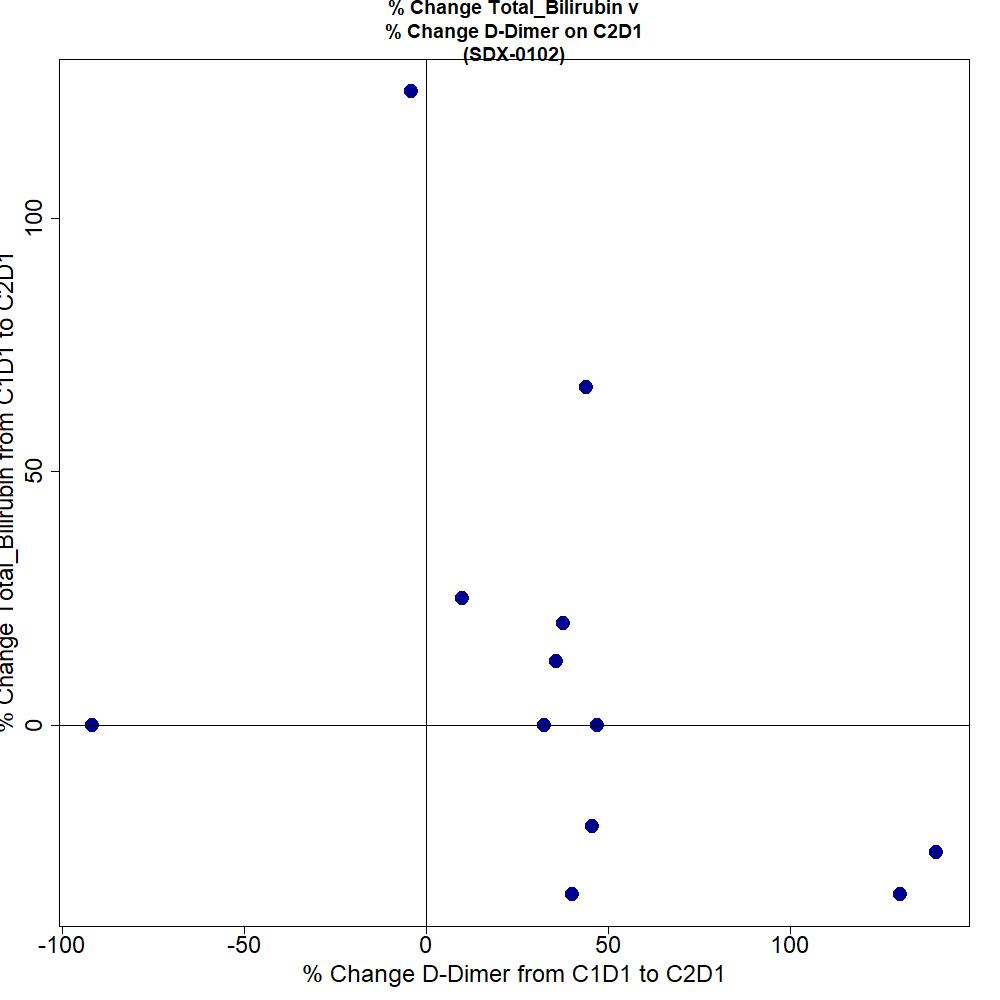 % Change Total_Bilirubin v
% Change D-Dimer on C2D1
(SDX-0102)
% Change Total_Bilirubin from C1D1 to C2D1
100
50
0
-100
-50
0
50
100
% Change D-Dimer from C1D1 to C2D1